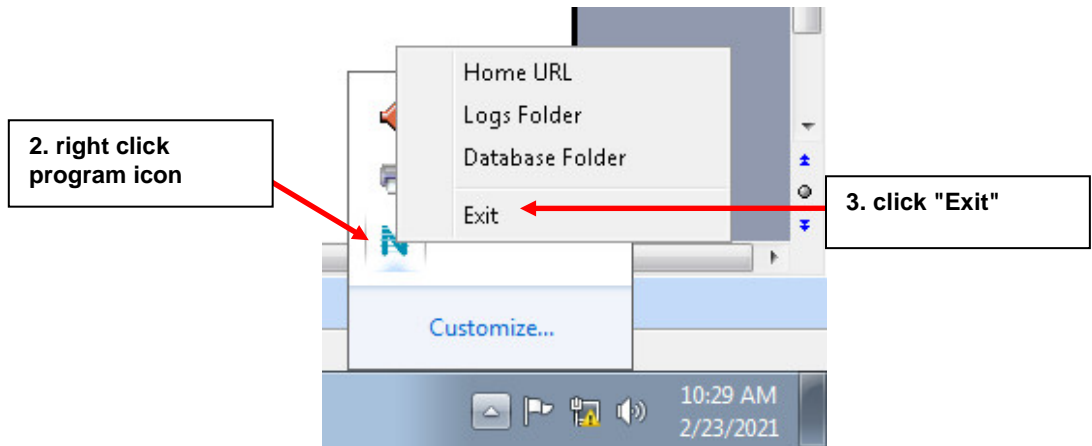 Home URL
Logs Folder
Database Folder
Exit
2. right click
program icon
3. click "Exit"
Customize...
10:29 AM
2/23/2021